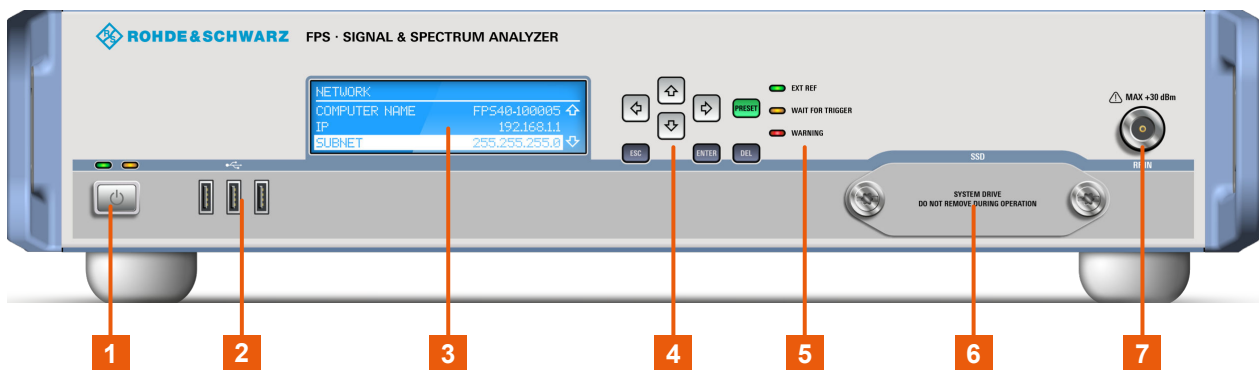 R&S ROHDE & SCHWARZ FPS · SIGNAL & SPECTRUM ANALYZER
NETWORK
COMPUTER NAME FPS40-100005
IP 192.168.1.1
SUBNET 255.255.255.0
PRESET
ESC
ENTER
DEL
EXT REF
WAIT FOR TRIGGER
WARNING
MAX +30 dBm
RF IN
SSD
SYSTEM DRIVE
DO NOT REMOVE DURING OPERATION
1
2
3
4
5
6
7